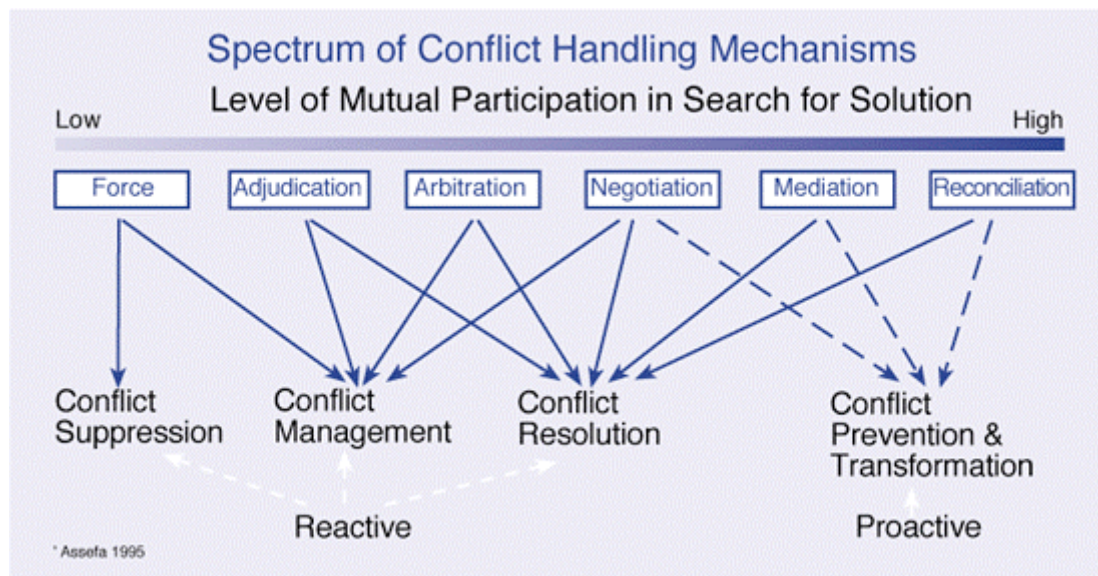 Spectrum of Conflict Handling Mechanisms
Level of Mutual Participation in Search for Solution
Low
High
Force
Adjudication
Arbitration
Negotiation
Mediation
Reconciliation
Conflict
Suppression
Conflict
Management
Conflict
Resolution
Conflict
Prevention &
Transformation
Reactive
Proactive
* Assefa 1995